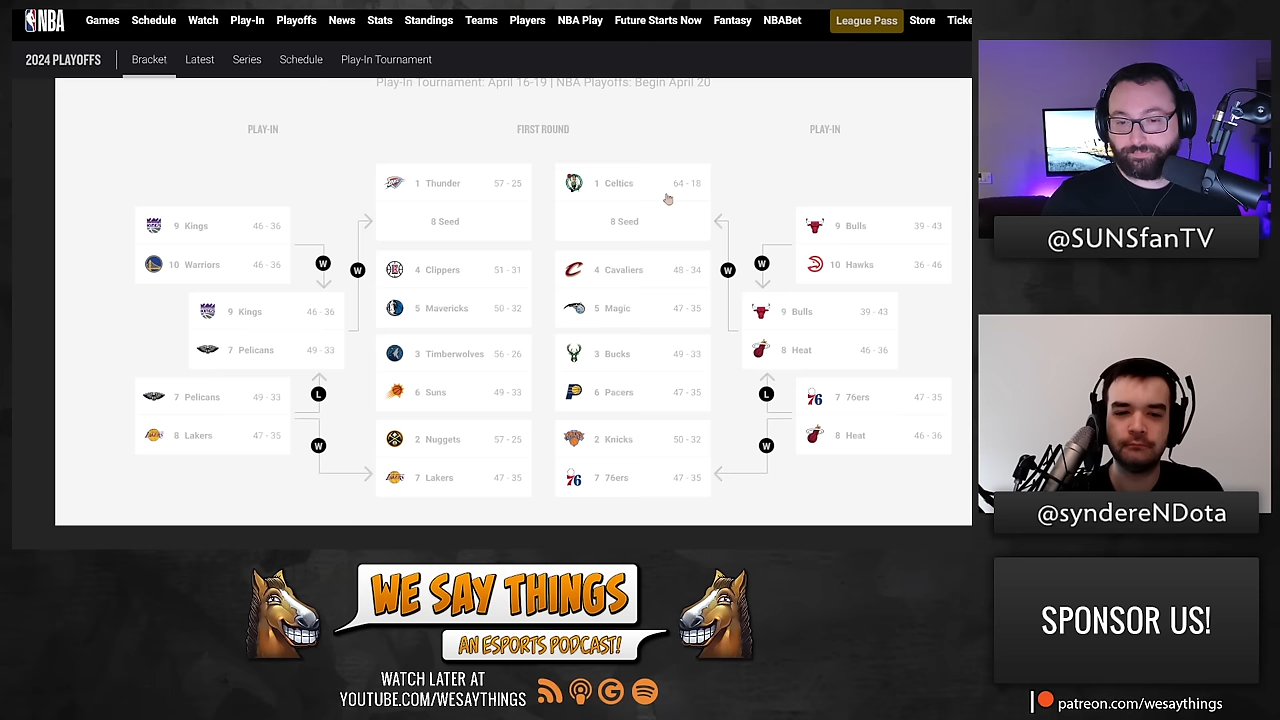 NBA
Games Schedule Watch Play-In Playoffs News Stats Standings Teams Players NBA Play Future Starts Now Fantasy NBABet League Pass Store Ticke
2024 PLAYOFFS Bracket Latest Series Schedule Play-In Tournament
Play-In Tournament: April 16-19 | NBA Playoffs: Begin April 20
PLAY-IN
FIRST ROUND
PLAY-IN
9 Kings 46 - 36
10 Warriors 46 - 36
W
W
9 Kings 46 - 36
7 Pelicans 49 - 33
7 Pelicans 49 - 33
8 Lakers 47 - 35
L
W
1 Thunder 57 - 25
8 Seed
4 Clippers 51 - 31
5 Mavericks 50 - 32
3 Timberwolves 56 - 26
6 Suns 49 - 33
2 Nuggets 57 - 25
7 Lakers 47 - 35
1 Celtics 64 - 18
8 Seed
4 Cavaliers 48 - 34
5 Magic 47 - 35
3 Bucks 49 - 33
6 Pacers 47 - 35
2 Knicks 50 - 32
76 7 76ers 47 - 35
9 Bulls 39 - 43
10 Hawks 36 - 46
W
W
9 Bulls 39 - 43
8 Heat 46 - 36
L
76 7 76ers 47 - 35
8 Heat 46 - 36
W
@SUNSfanTV
@syndereNDota
SPONSOR US!
patreon.com/wesaythings
WE SAY THINGS
AN ESPORTS PODCAST!
WATCH LATER AT
YOUTUBE.COM/WESAYTHINGS